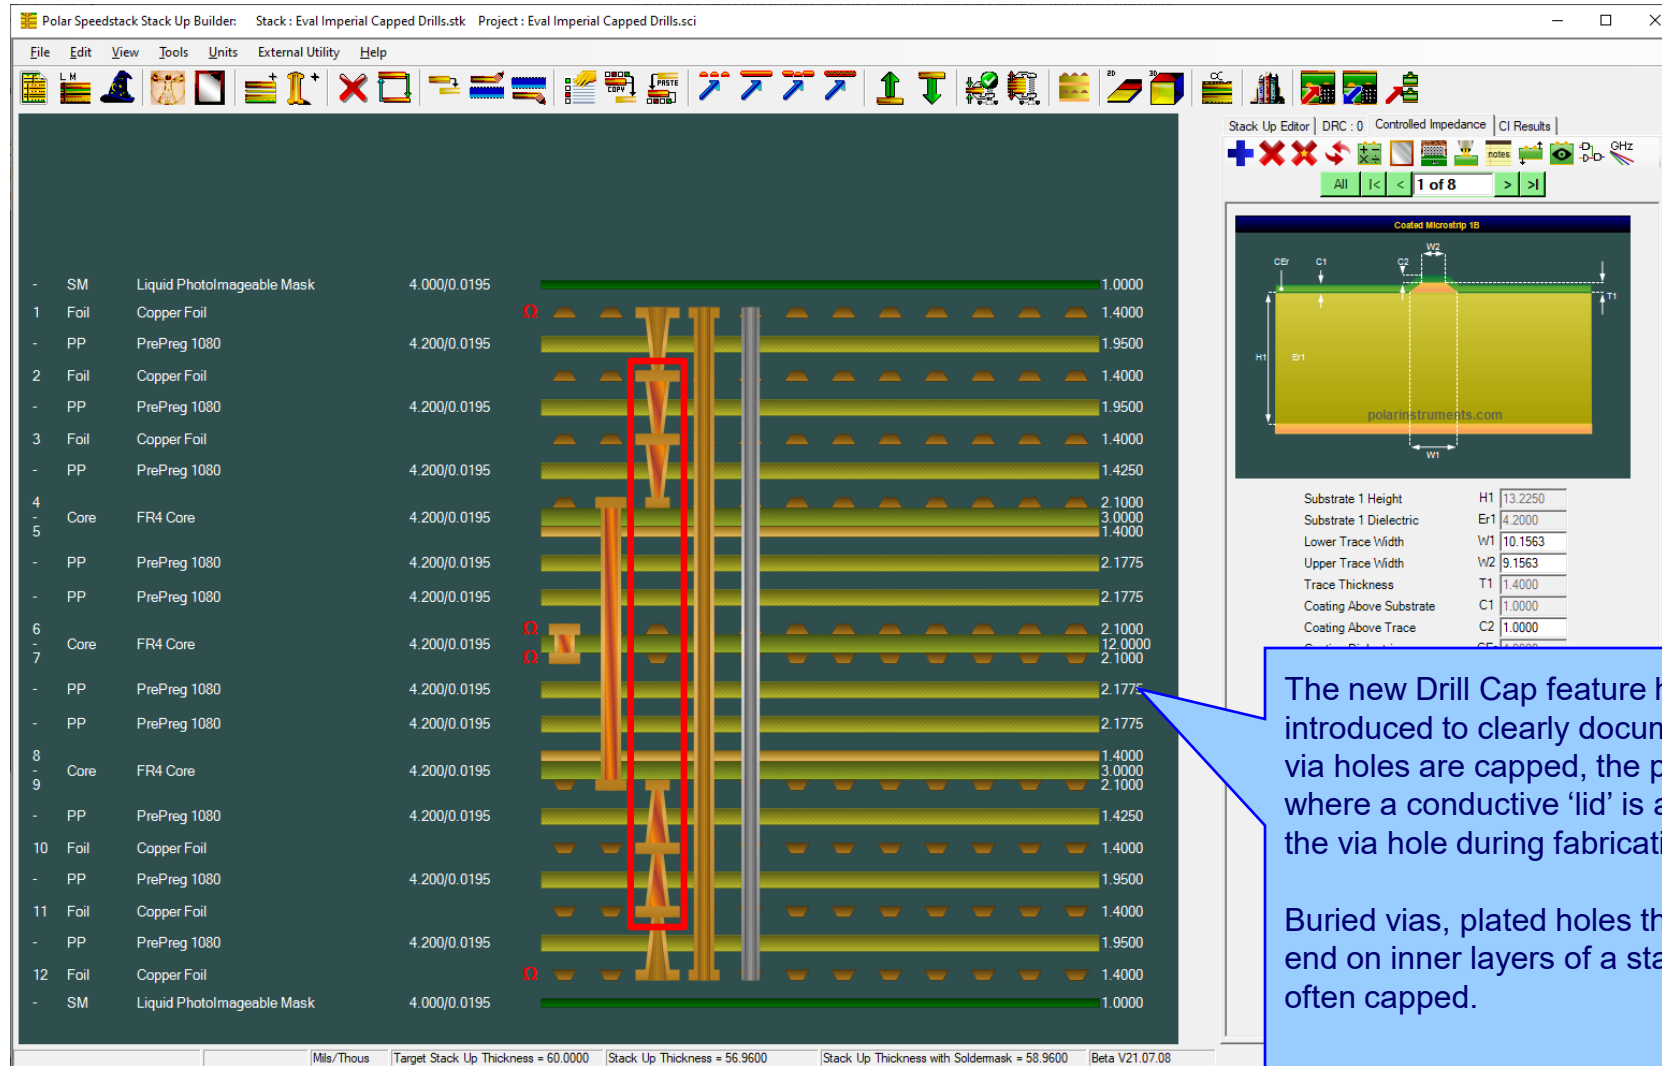 Polar Speedstack Stack Up Builder: Stack : Eval Imperial Capped Drills.stk Project : Eval Imperial Capped Drills.sci
File Edit View Tools Units External Utility Help
L M
COPY
PASTE
2D
3D
Stack Up Editor DRC : 0 Controlled Impedance CI Results
notes
GHz
All |< < 1 of 8 > >|
Coated Microstrip 1B
W2
CEr C1 C2
T1
H1 Er1
polarinstruments.com
W1
- SM Liquid PhotoImageable Mask 4.000/0.0195 1.0000
1 Foil Copper Foil Ω 1.4000
- PP PrePreg 1080 4.200/0.0195 1.9500
2 Foil Copper Foil 1.4000
- PP PrePreg 1080 4.200/0.0195 1.9500
3 Foil Copper Foil 1.4000
- PP PrePreg 1080 4.200/0.0195 1.4250
4 2.1000
- Core FR4 Core 4.200/0.0195 3.0000
5 1.4000
- PP PrePreg 1080 4.200/0.0195 2.1775
- PP PrePreg 1080 4.200/0.0195 2.1775
6 Ω 2.1000
- Core FR4 Core 4.200/0.0195 12.0000
7 Ω 2.1000
- PP PrePreg 1080 4.200/0.0195 2.1775
- PP PrePreg 1080 4.200/0.0195 2.1775
8 1.4000
- Core FR4 Core 4.200/0.0195 3.0000
9 2.1000
- PP PrePreg 1080 4.200/0.0195 1.4250
10 Foil Copper Foil 1.4000
- PP PrePreg 1080 4.200/0.0195 1.9500
11 Foil Copper Foil 1.4000
- PP PrePreg 1080 4.200/0.0195 1.9500
12 Foil Copper Foil Ω 1.4000
- SM Liquid PhotoImageable Mask 4.000/0.0195 1.0000
Substrate 1 Height H1 13.2250
Substrate 1 Dielectric Er1 4.2000
Lower Trace Width W1 10.1563
Upper Trace Width W2 9.1563
Trace Thickness T1 1.4000
Coating Above Substrate C1 1.0000
Coating Above Trace C2 1.0000
The new Drill Cap feature
introduced to clearly
via holes are capped, the
where a conductive ‘lid’ is
the via hole during
Buried vias, plated holes
end on inner layers of a
often capped.
Mils/Thous Target Stack Up Thickness = 60.0000 Stack Up Thickness = 56.9600 Stack Up Thickness with Soldermask = 58.9600 Beta V21.07.08